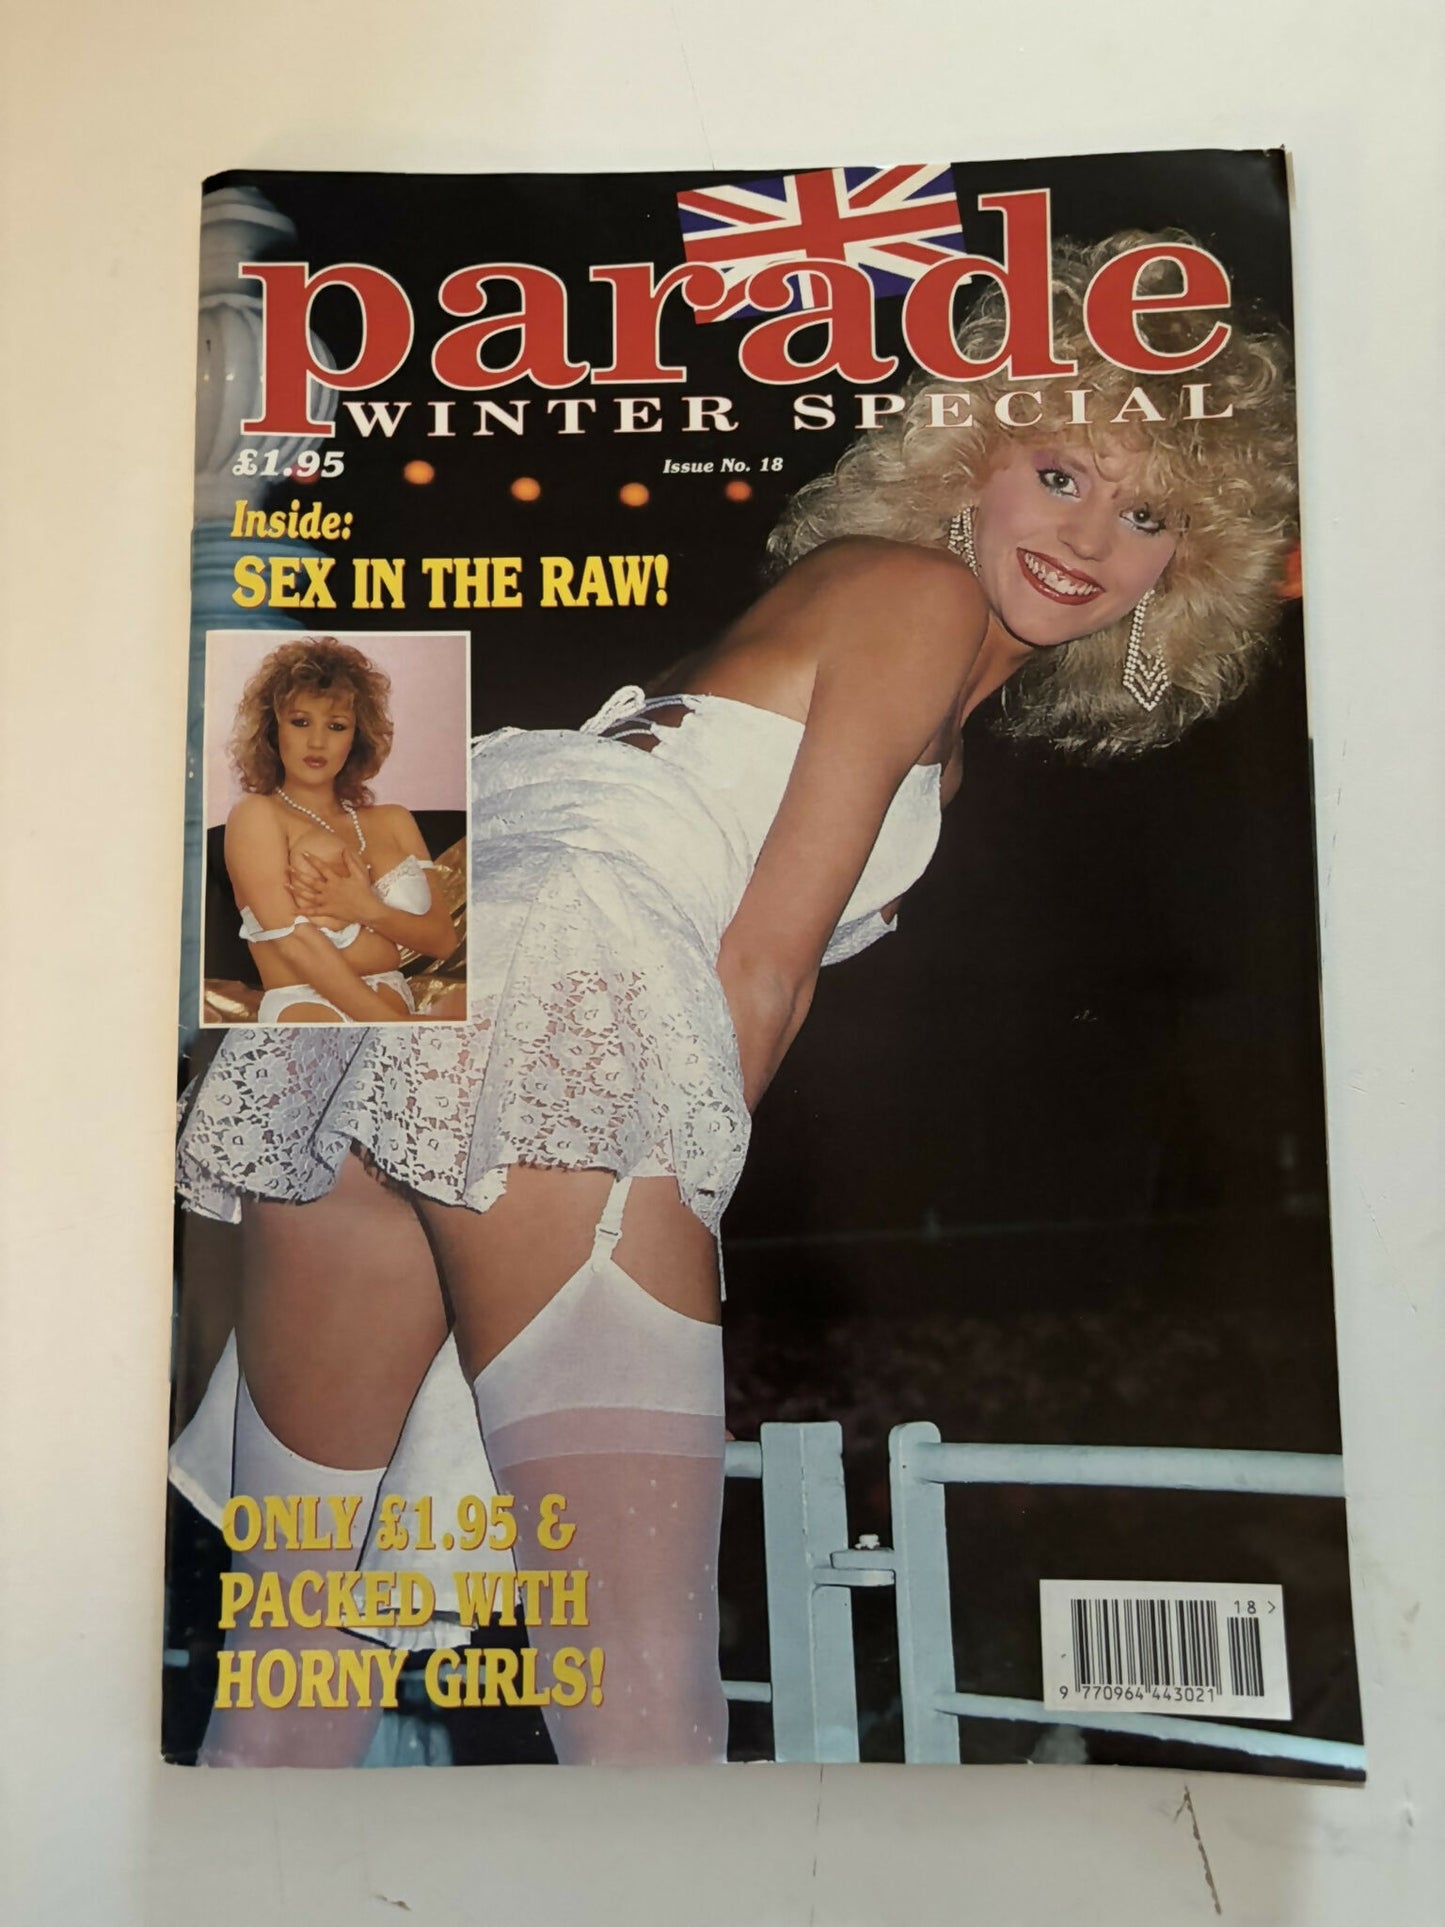 parade
WINTER SPECIAL
£1.95
Issue No. 18
Inside:
SEX IN THE RAW!
ONLY £1.95 &
PACKED WITH
HORNY GIRLS!
18 >
9 770964 443021